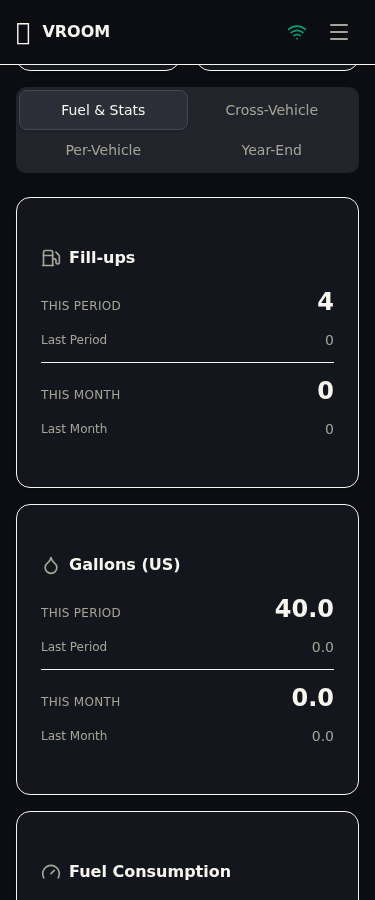 VROOM
Fuel & Stats
Cross-Vehicle
Per-Vehicle
Year-End
Fill-ups
THIS PERIOD 4
Last Period 0
THIS MONTH 0
Last Month 0
Gallons (US)
THIS PERIOD 40.0
Last Period 0.0
THIS MONTH 0.0
Last Month 0.0
Fuel Consumption